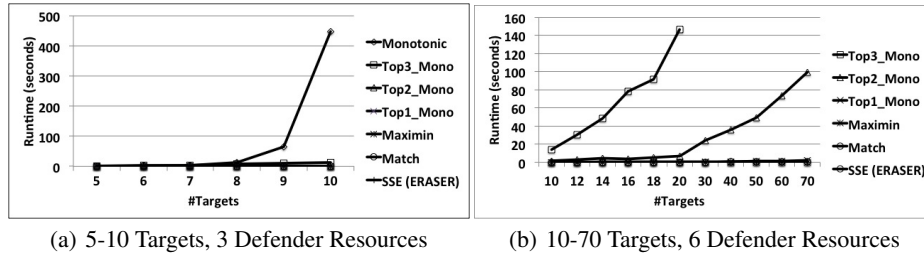 500
400
300
200
100
0
Runtime (seconds)
5 6 7 8 9 10
#Targets
Monotonic
Top3_Mono
Top2_Mono
Top1_Mono
Maximin
Match
SSE (ERASER)
(a) 5-10 Targets, 3 Defender Resources
160
140
120
100
80
60
40
20
0
Runtime (seconds)
10 12 14 16 18 20 30 40 50 60 70
#Targets
Top3_Mono
Top2_Mono
Top1_Mono
Maximin
Match
SSE (ERASER)
(b) 10-70 Targets, 6 Defender Resources